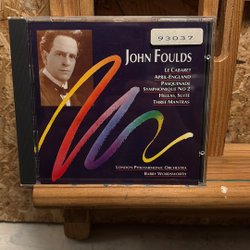 93037
JOHN FOULDS
LE CABARET
APRIL-ENGLAND
PASQUINADE
SYMPHONIQUE NO 2
HELLAS, SUITE
THREE MANTRAS
LONDON PHILHARMONIC ORCHESTRA
BARRY WORDSWORTH